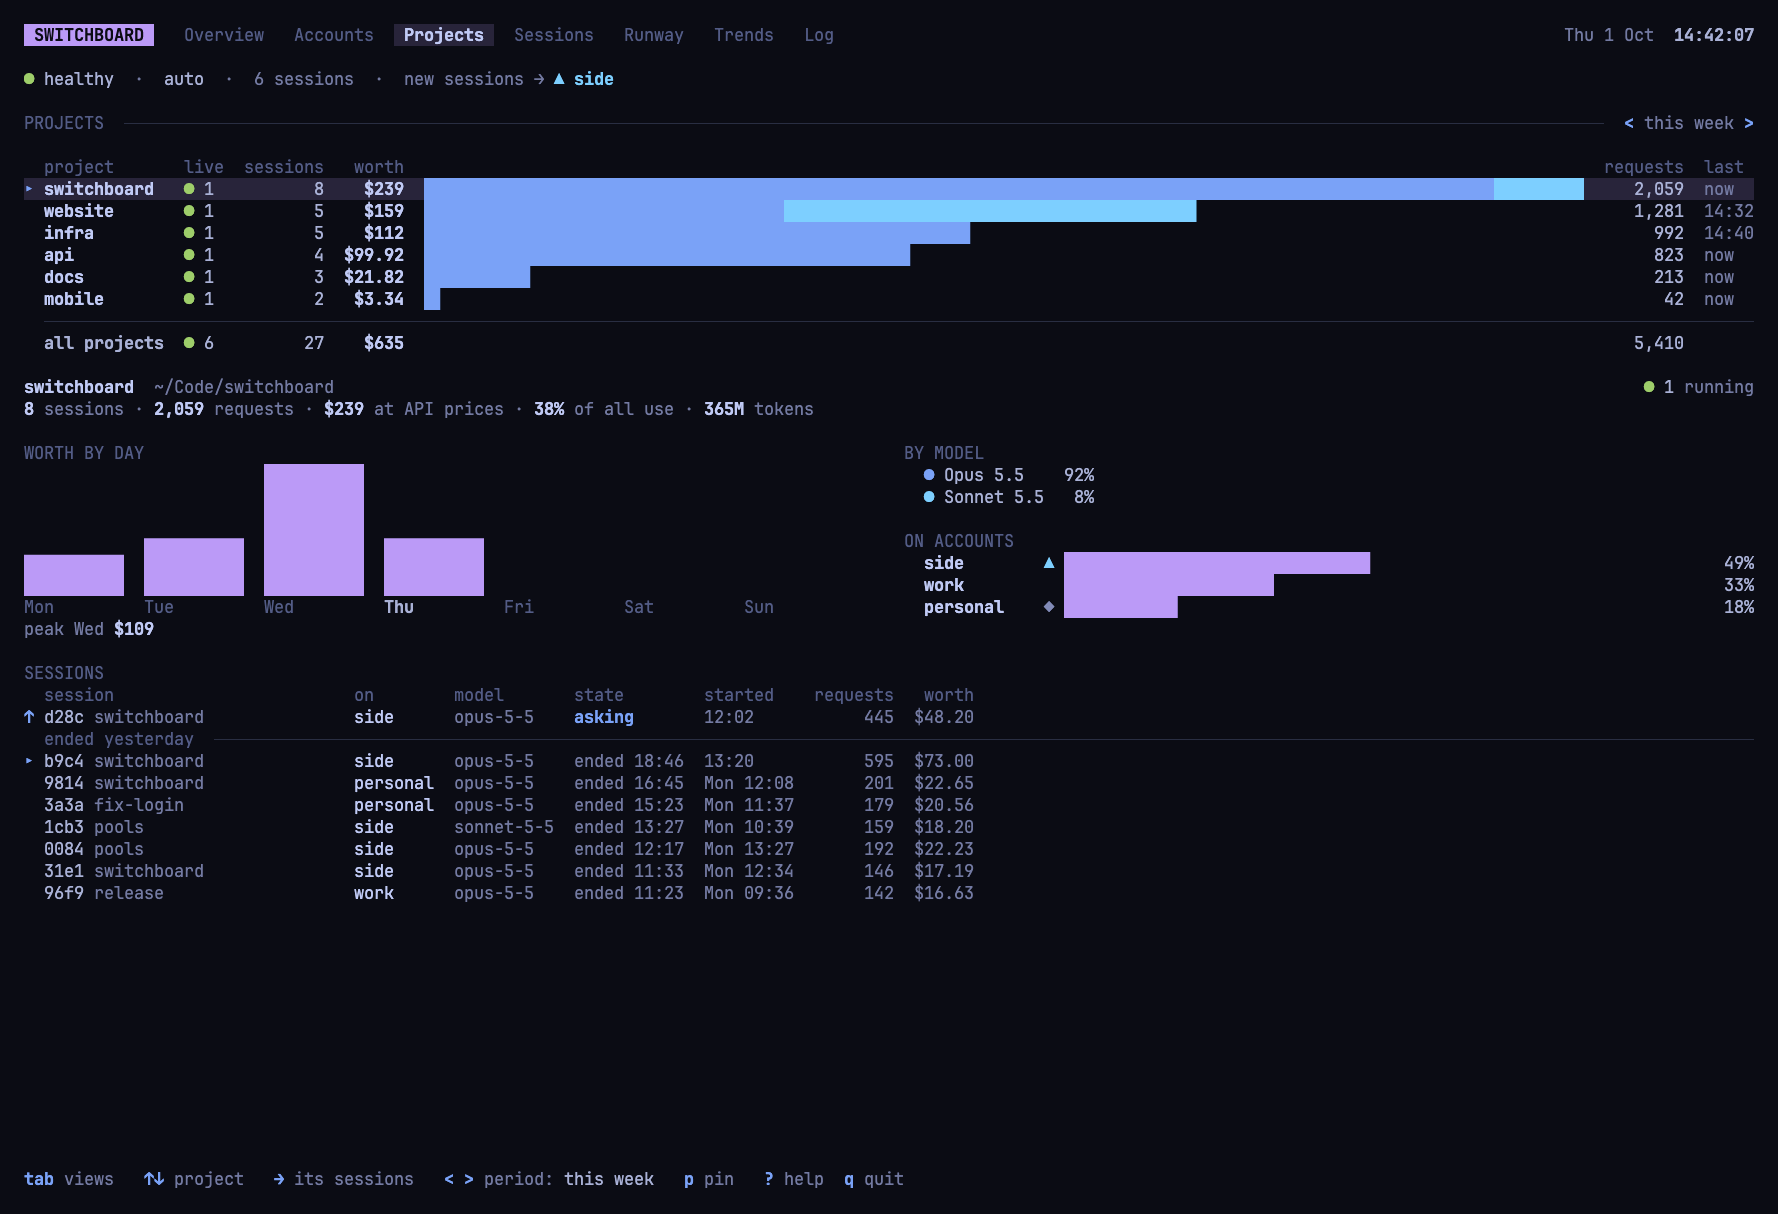 SWITCHBOARD Overview Accounts Projects Sessions Runway Trends Log Thu 1 Oct 14:42:07
● healthy · auto · 6 sessions · new sessions → ▲ side
PROJECTS < this week >
project live sessions worth requests last
▸ switchboard ● 1 8 $239 2,059 now
website ● 1 5 $159 1,281 14:32
infra ● 1 5 $112 992 14:40
api ● 1 4 $99.92 823 now
docs ● 1 3 $21.82 213 now
mobile ● 1 2 $3.34 42 now
all projects ● 6 27 $635 5,410
switchboard ~/Code/switchboard ● 1 running
8 sessions · 2,059 requests · $239 at API prices · 38% of all use · 365M tokens
WORTH BY DAY
Mon Tue Wed Thu Fri Sat Sun
peak Wed $109
BY MODEL
● Opus 5.5 92%
● Sonnet 5.5 8%
ON ACCOUNTS
side ▲ 49%
work 33%
personal ◆ 18%
SESSIONS
session on model state started requests worth
↑ d28c switchboard side opus-5-5 asking 12:02 445 $48.20
ended yesterday
▸ b9c4 switchboard side opus-5-5 ended 18:46 13:20 595 $73.00
9814 switchboard personal opus-5-5 ended 16:45 Mon 12:08 201 $22.65
3a3a fix-login personal opus-5-5 ended 15:23 Mon 11:37 179 $20.56
1cb3 pools side sonnet-5-5 ended 13:27 Mon 10:39 159 $18.20
0084 pools side opus-5-5 ended 12:17 Mon 13:27 192 $22.23
31e1 switchboard side opus-5-5 ended 11:33 Mon 12:34 146 $17.19
96f9 release work opus-5-5 ended 11:23 Mon 09:36 142 $16.63
tab views ↑↓ project → its sessions < > period: this week p pin ? help q quit